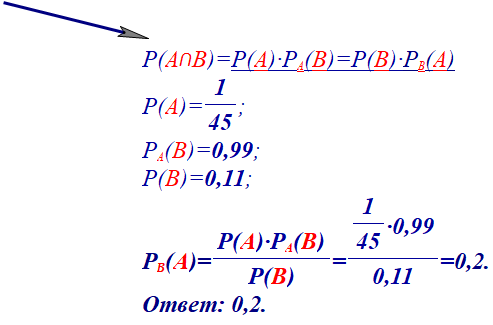 P(A∩B)=P(A)·P_A(B)=P(B)·P_B(A)
P(A)=1/45;
P_A(B)=0,99;
P(B)=0,11;
P_B(A)=P(A)·P_A(B)/P(B)=(1/45·0,99)/0,11=0,2.
Ответ: 0,2.